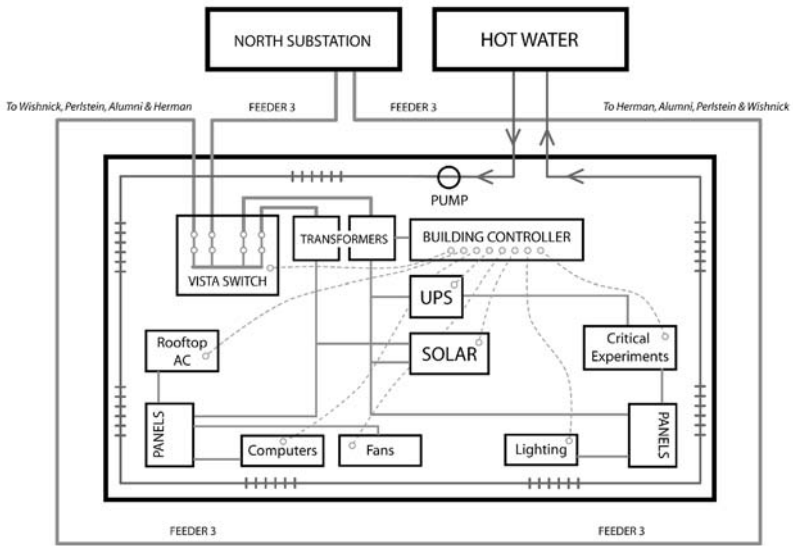 NORTH SUBSTATION
HOT WATER
To Wishnick, Perlstein, Alumni & Herman
FEEDER 3
FEEDER 3
To Herman, Alumni, Perlstein & Wishnick
PUMP
TRANSFORMERS
BUILDING CONTROLLER
VISTA SWITCH
UPS
Rooftop
AC
SOLAR
Critical
Experiments
PANELS
PANELS
Computers
Fans
Lighting
FEEDER 3
FEEDER 3